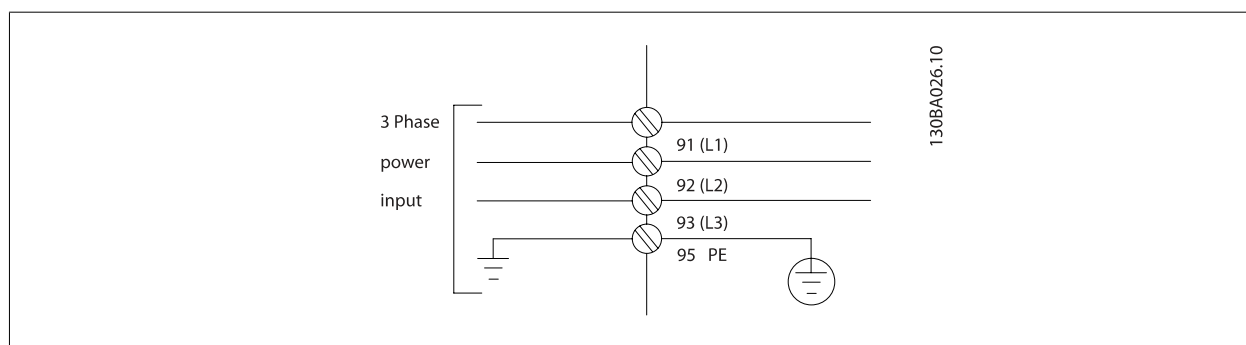 3 Phase
power
input
91 (L1)
92 (L2)
93 (L3)
95 PE
130BA026.10